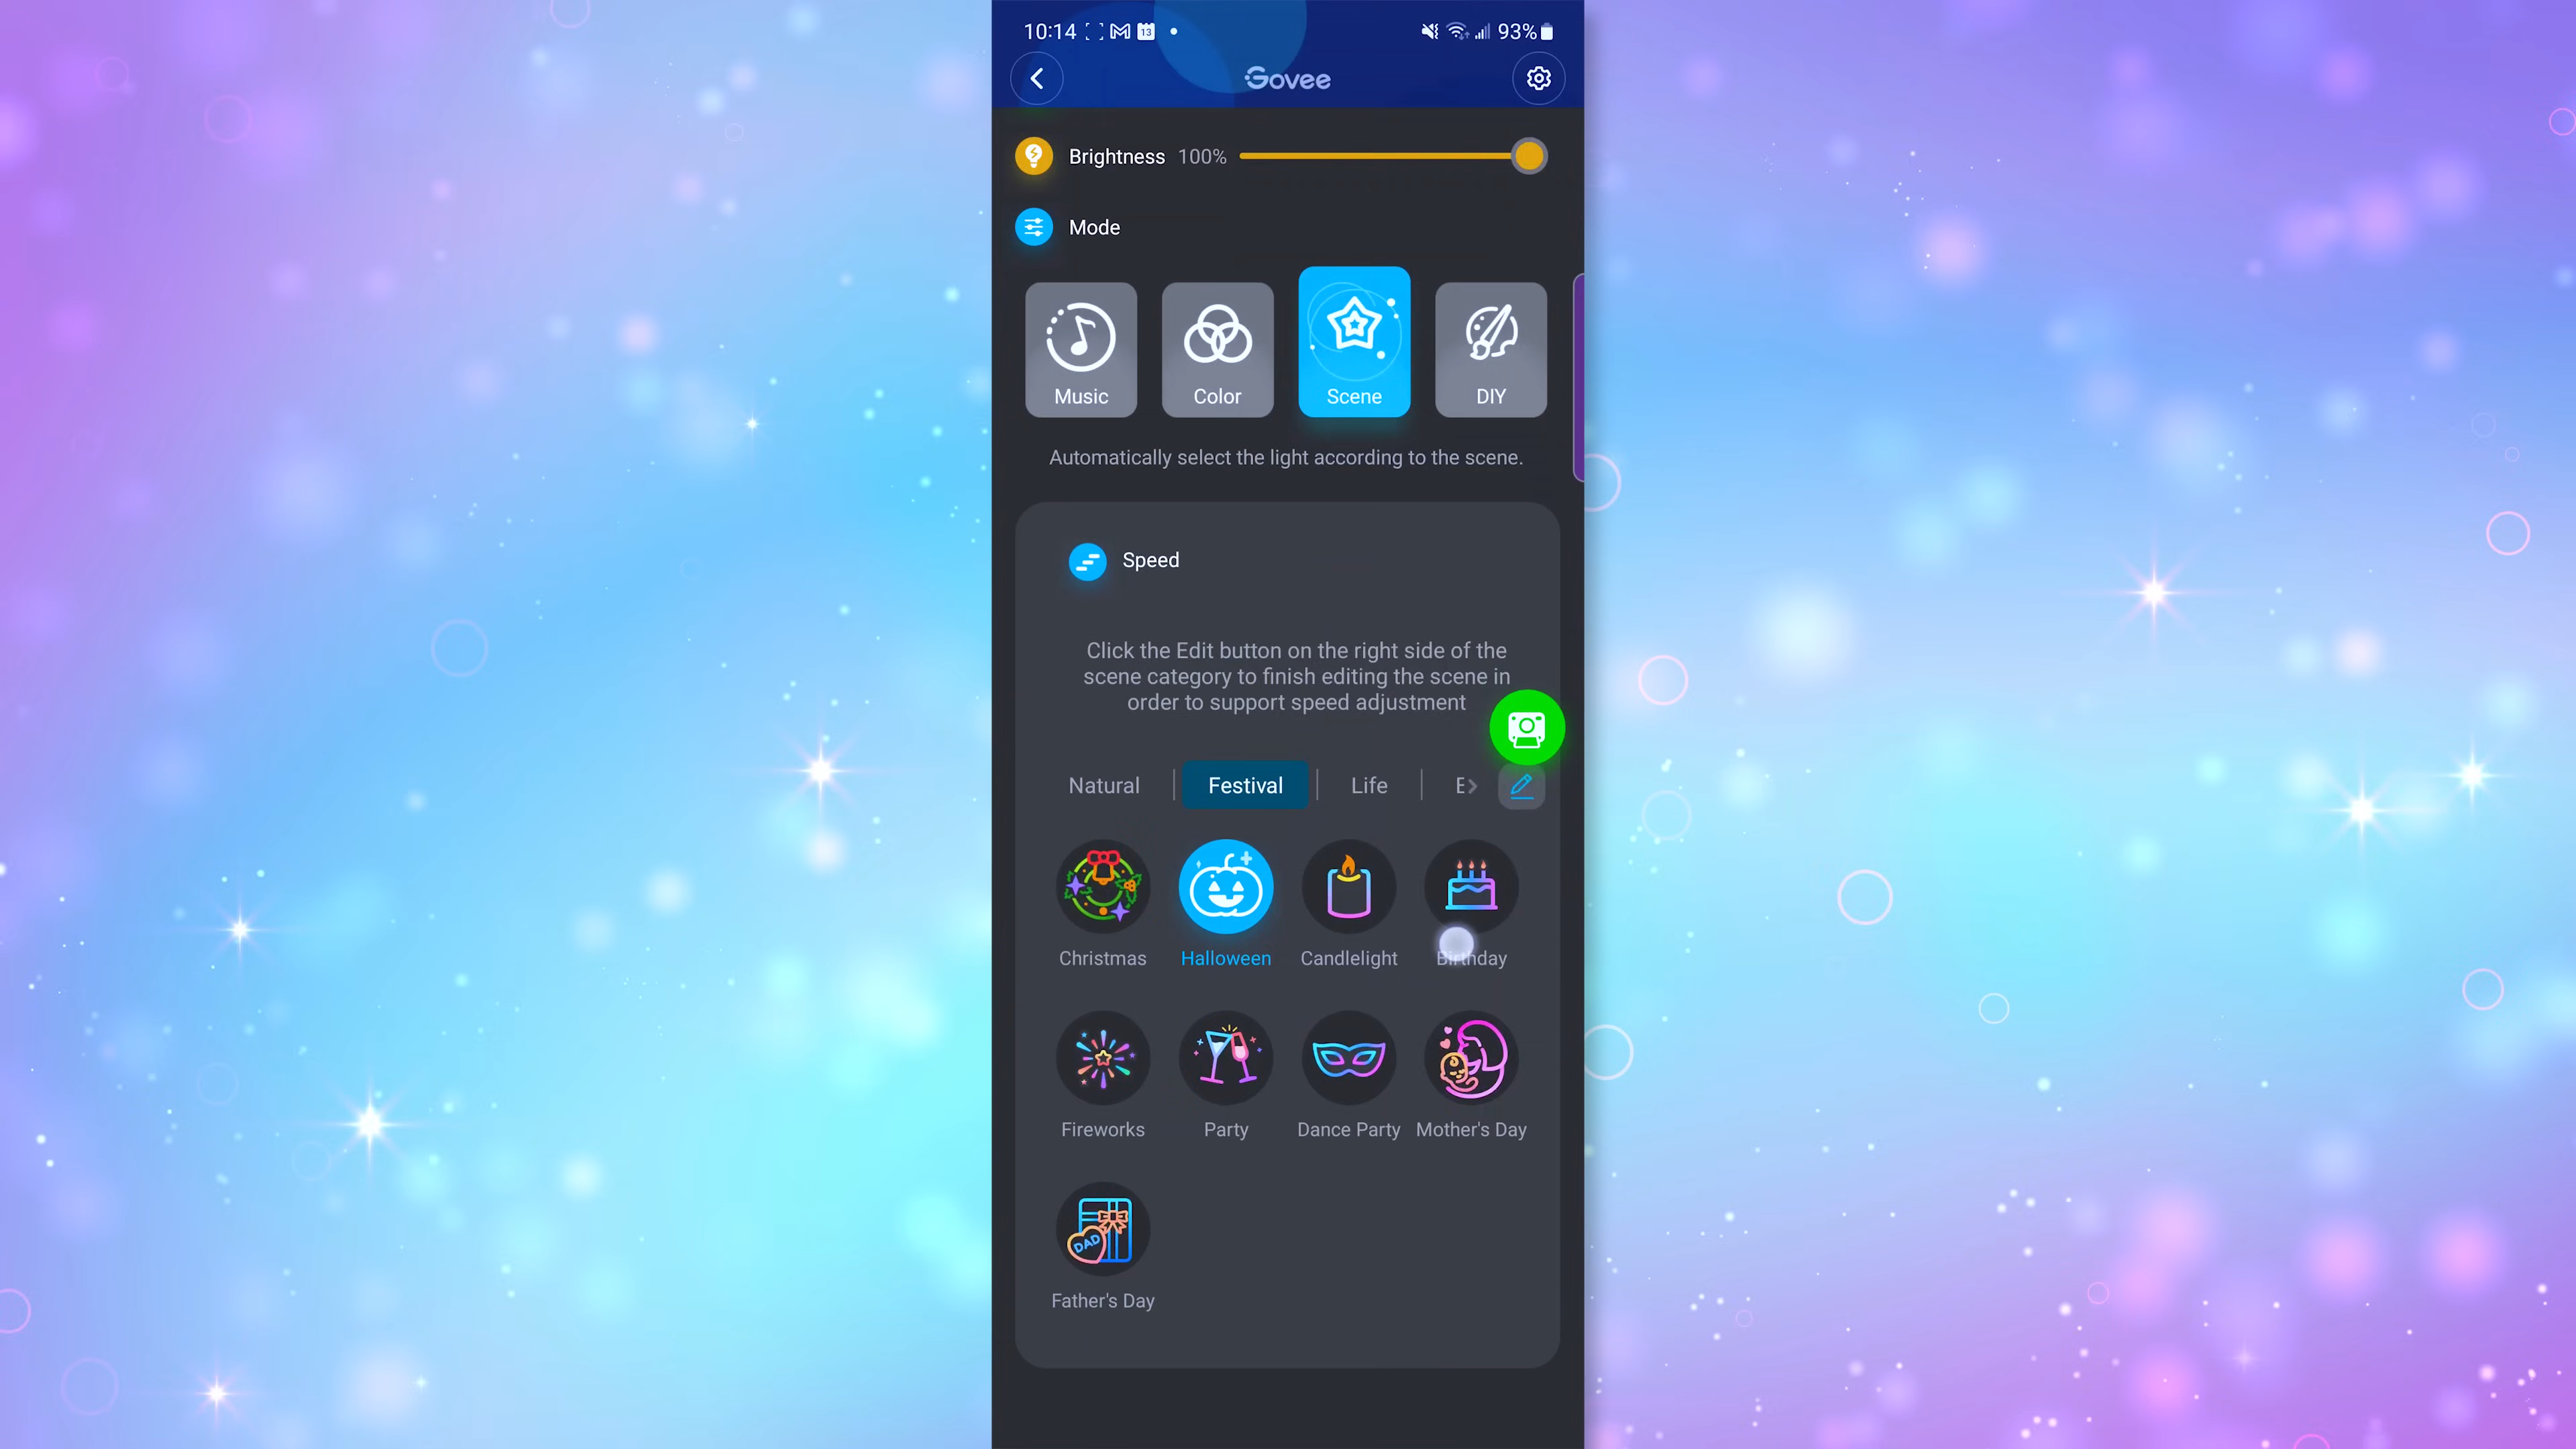 10:14
13
93%
Govee
Brightness 100%
Mode
Music
Color
Scene
DIY
Automatically select the light according to the scene.
Speed
Click the Edit button on the right side of the
scene category to finish editing the scene in
order to support speed adjustment
Natural
Festival
Life
Christmas
Halloween
Candlelight
Birthday
Fireworks
Party
Dance Party
Mother's Day
DAD
Father's Day